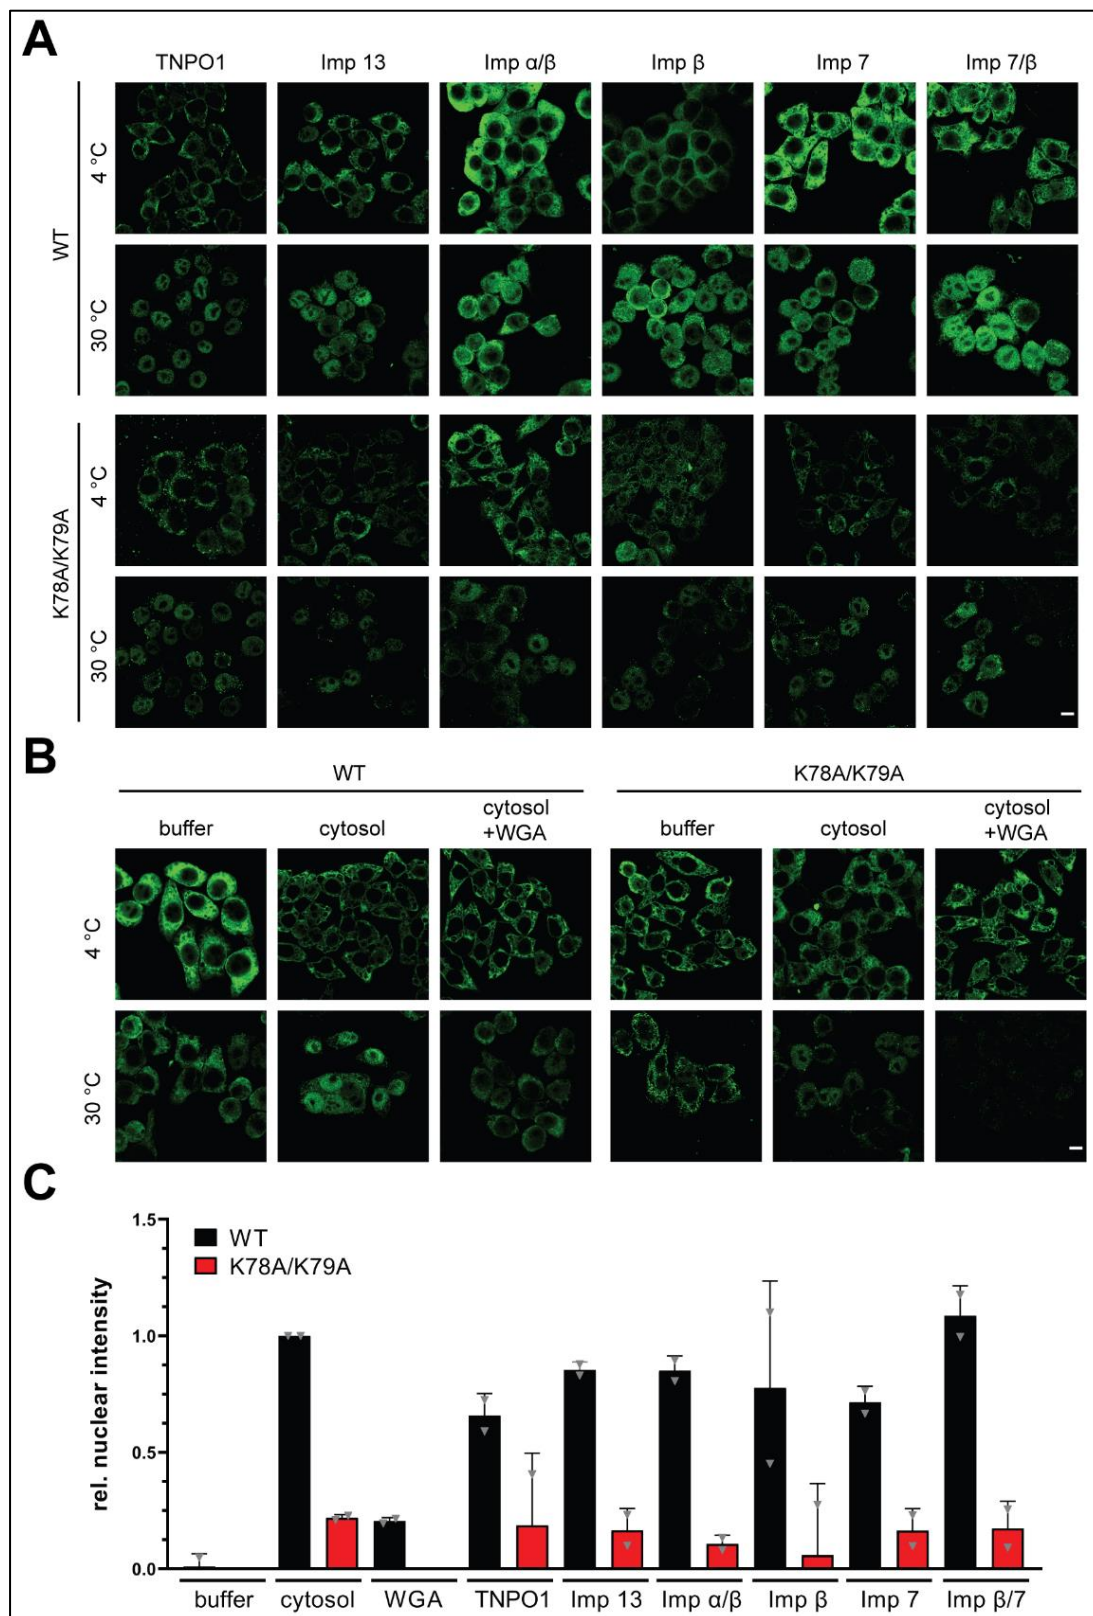 A
TNPO1 Imp 13 Imp α/β Imp β Imp 7 Imp 7/β
WT
4 °C
30 °C
K78A/K79A
4 °C
30 °C
B
WT K78A/K79A
buffer cytosol cytosol +WGA buffer cytosol cytosol +WGA
4 °C
30 °C
C
1.5
WT
K78A/K79A
1.0
rel. nuclear intensity
0.5
0.0
buffer cytosol WGA TNPO1 Imp 13 Imp α/β Imp β Imp 7 Imp β/7